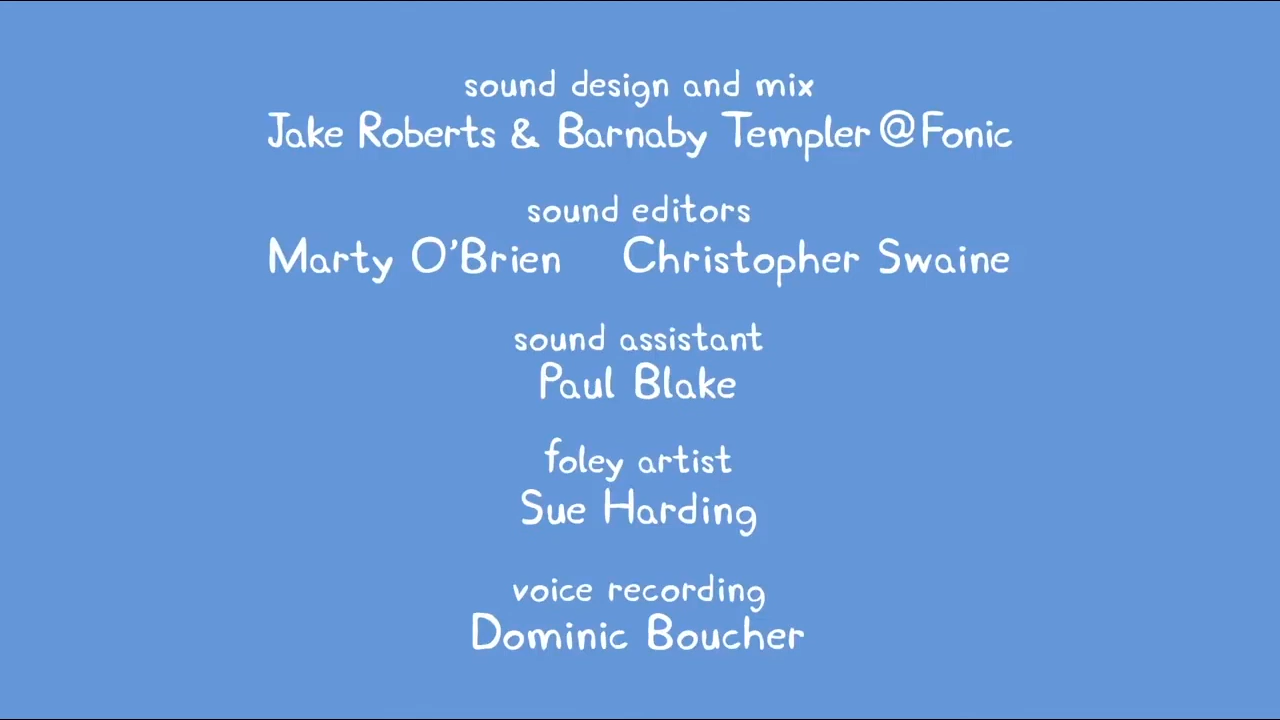 sound design and mix
Jake Roberts & Barnaby Templer @ Fonic
sound editors
Marty O'Brien Christopher Swaine
sound assistant
Paul Blake
foley artist
Sue Harding
voice recording
Dominic Boucher